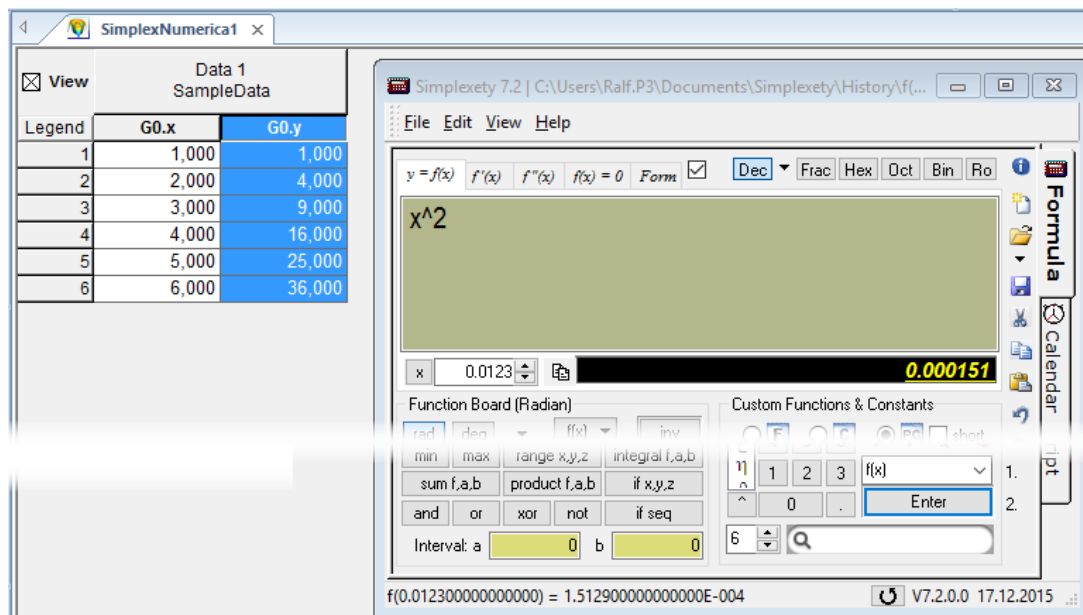 SimplexNumerica1
View
Data 1
SampleData
Legend G0.x G0.y
1 1,000 1,000
2 2,000 4,000
3 3,000 9,000
4 4,000 16,000
5 5,000 25,000
6 6,000 36,000
Simplexety 7.2 | C:\Users\Ralf.P3\Documents\Simplexety\History\f(...
File Edit View Help
y = f(x) f'(x) f"(x) f(x) = 0 Form Dec Frac Hex Oct Bin Ro
x^2
x 0.0123 0.000151
Function Board (Radian) Custom Functions & Constants
rad deg f(x) inv F C PC short
min max range x,y,z integral f,a,b η 1 2 3 f(x) 1.
sum f,a,b product f,a,b if x,y,z ^ 0 . Enter 2.
and or xor not if seq
Interval: a 0 b 0 6
f(0.012300000000000) = 1.512900000000000E-004 V7.2.0.0 17.12.2015
Formula
Calendar